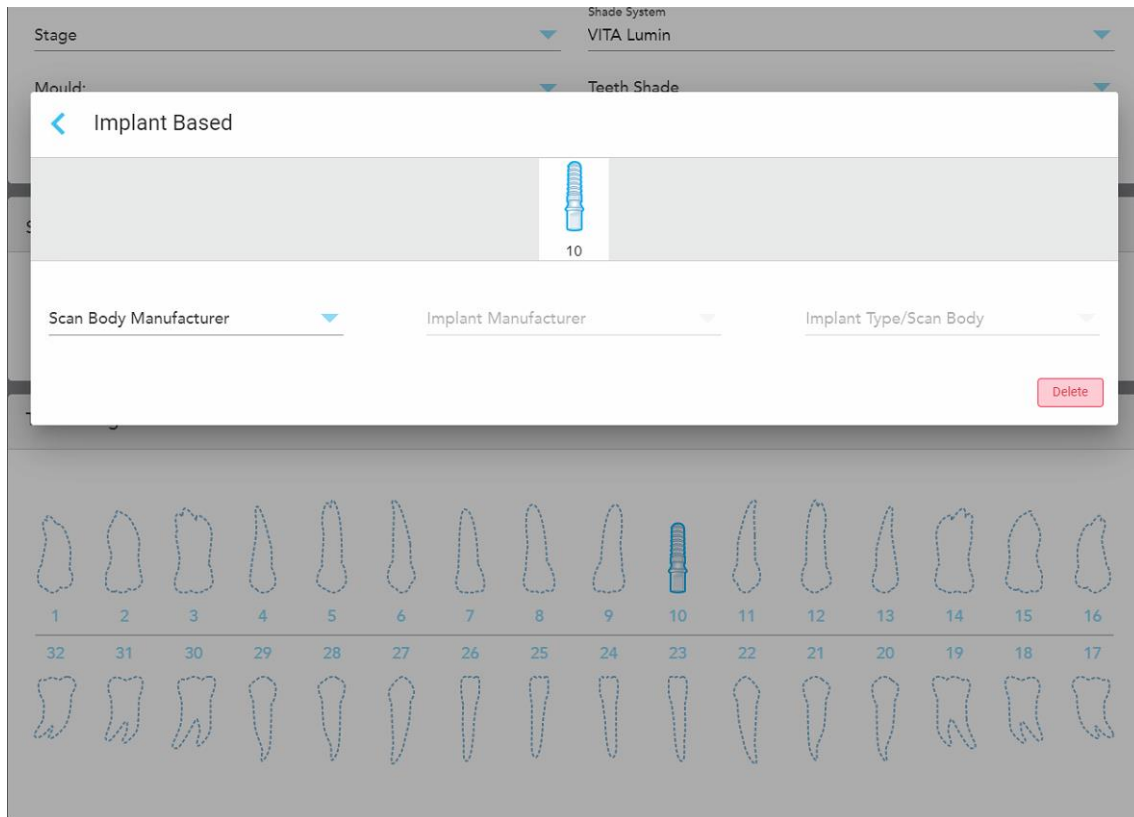 Shade System
Stage VITA Lumin
Mould: Teeth Shade
Implant Based
10
Scan Body Manufacturer Implant Manufacturer Implant Type/Scan Body
Delete
1 2 3 4 5 6 7 8 9 10 11 12 13 14 15 16
32 31 30 29 28 27 26 25 24 23 22 21 20 19 18 17